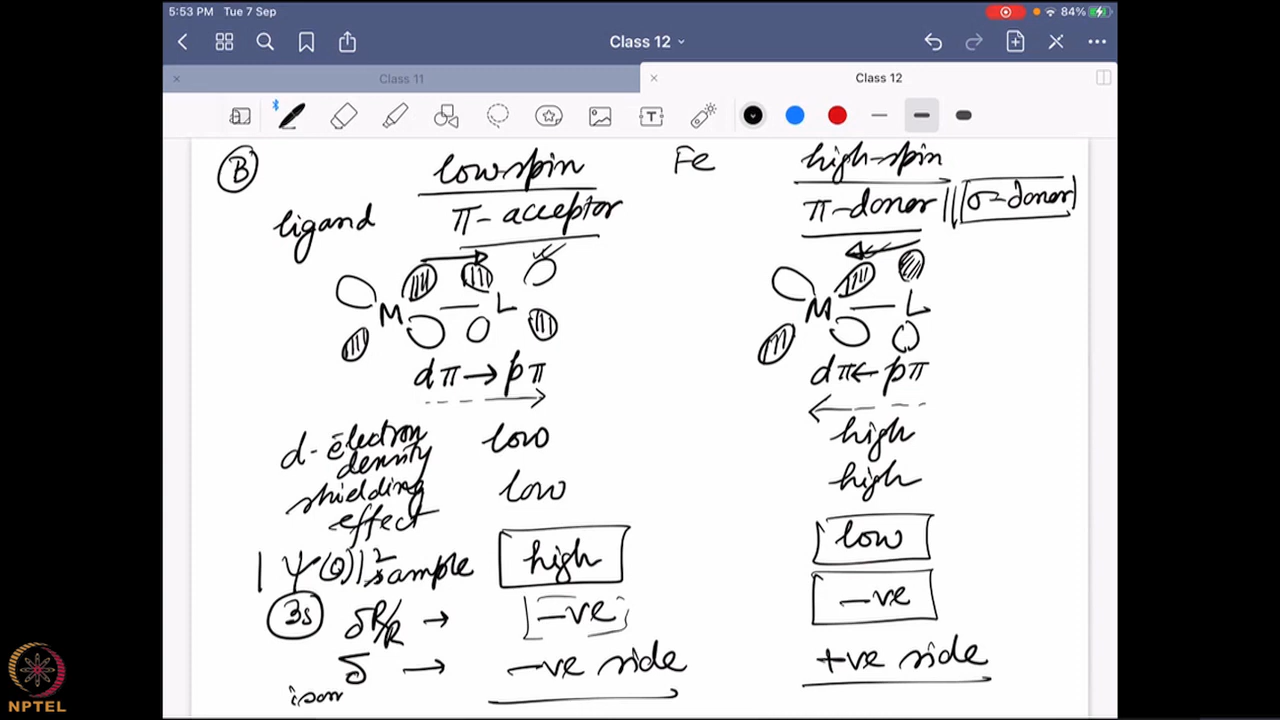 5:53 PM Tue 7 Sep 84%
Class 12
Class 11 Class 12
B low spin Fe high-spin
ligand π-acceptor π-donor || σ-donor
M — L M — L
dπ → pπ dπ ← pπ
d-electron density low high
shielding effect low high
|ψ(0)|² sample high low
3s δR/R → -ve -ve
δ → -ve side +ve side
NPTEL